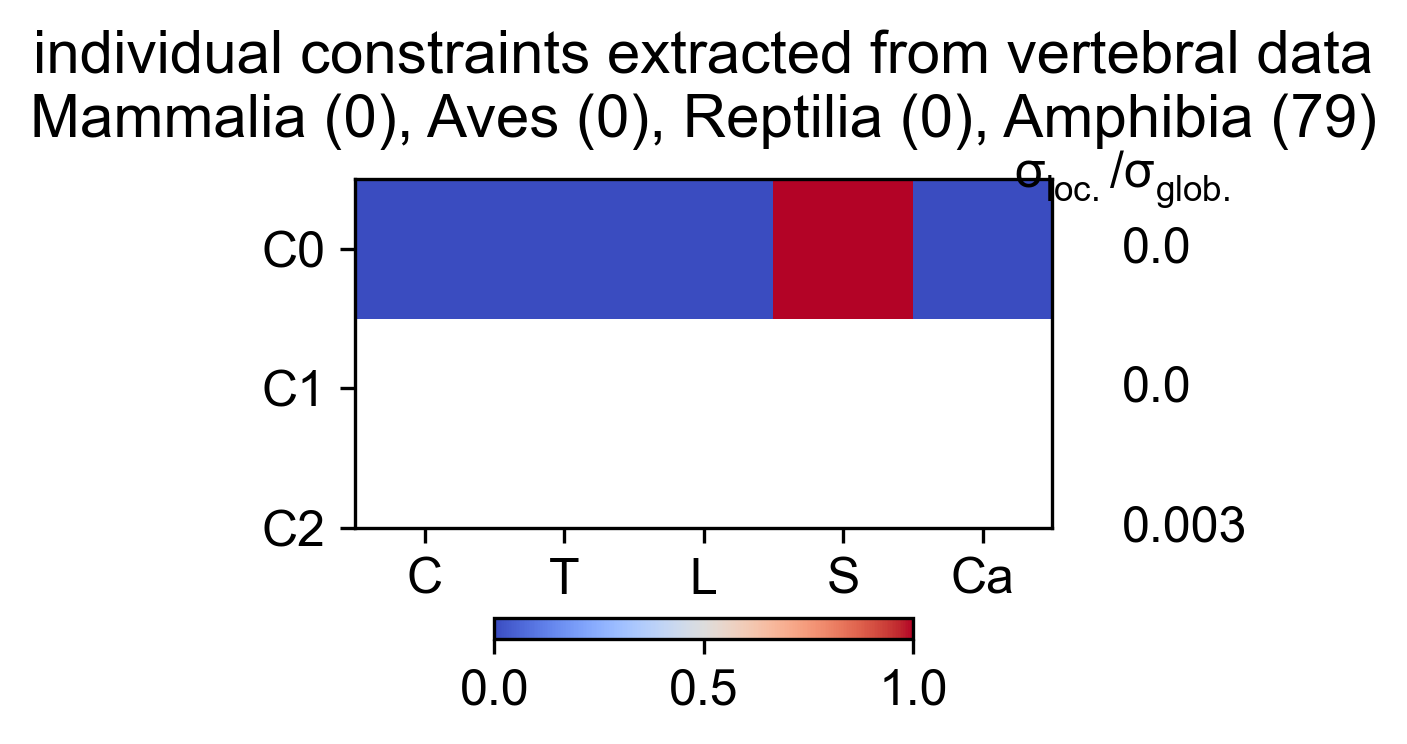 individual constraints extracted from vertebral data
Mammalia (0), Aves (0), Reptilia (0), Amphibia (79)
σloc. /σglob.
C0 0.0
C1 0.0
C2 0.003
C T L S Ca
0.0 0.5 1.0